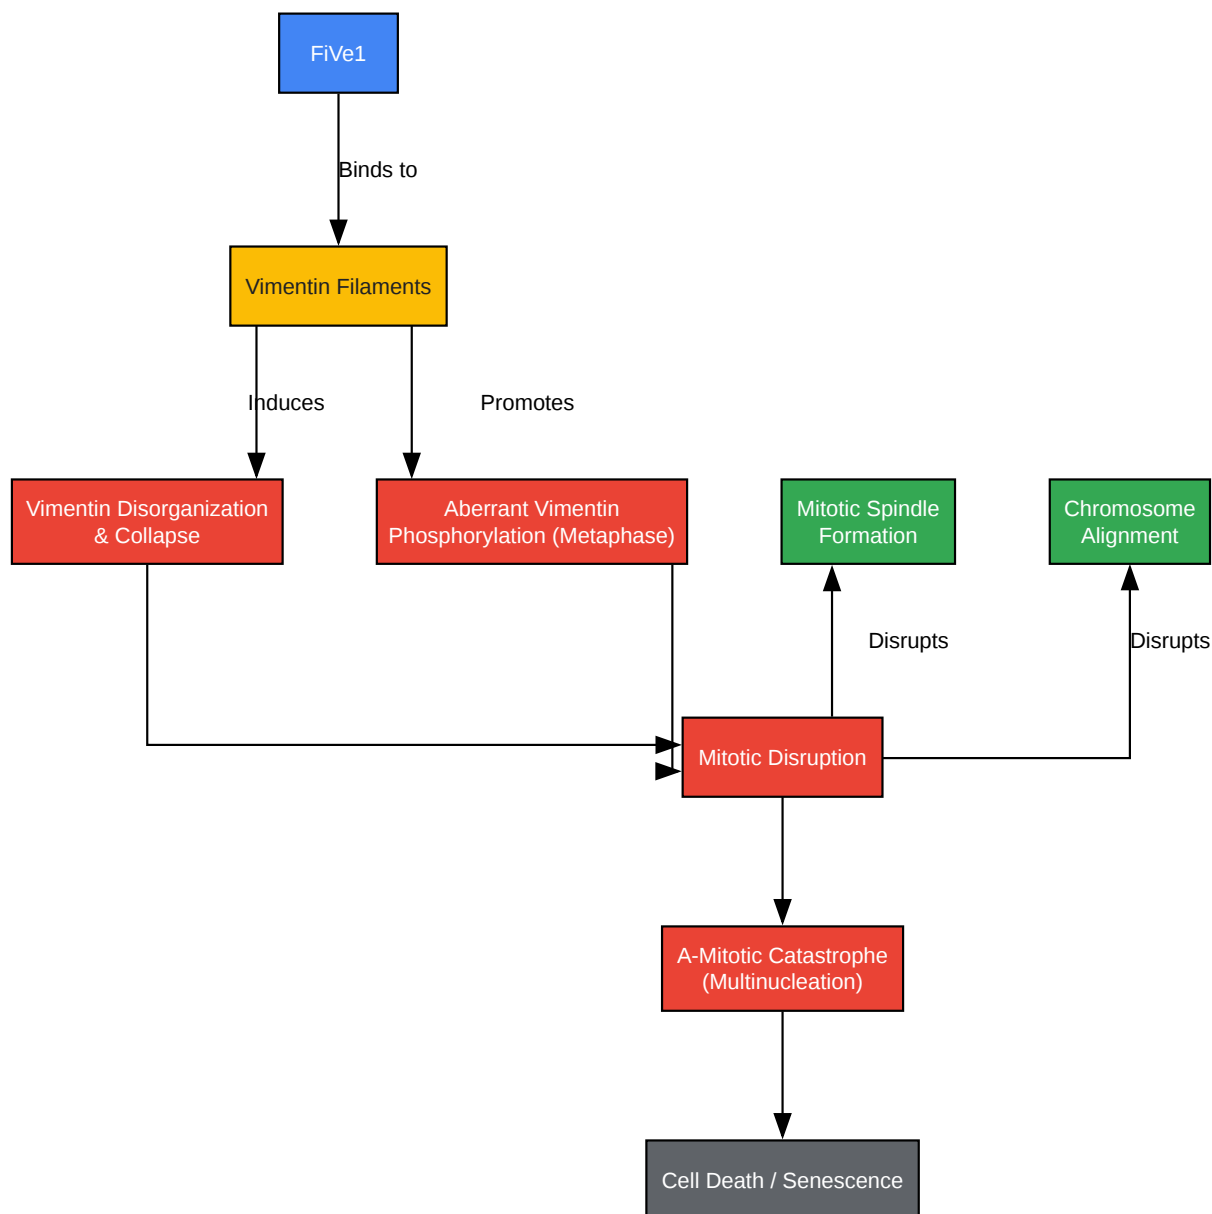 FiVe1
Binds to
Vimentin Filaments
Induces
Promotes
Vimentin Disorganization
& Collapse
Aberrant Vimentin
Phosphorylation (Metaphase)
Mitotic Spindle
Formation
Chromosome
Alignment
Disrupts
Disrupts
Mitotic Disruption
A-Mitotic Catastrophe
(Multinucleation)
Cell Death / Senescence